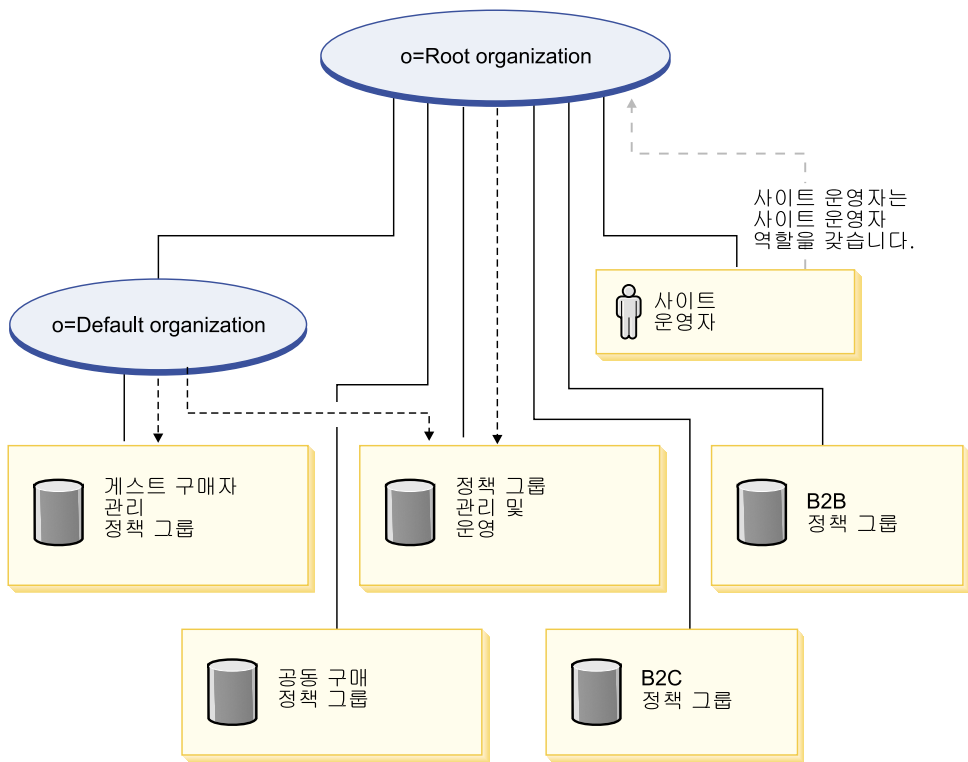 o=Root organization
사이트 운영자는
사이트 운영자
역할을 갖습니다.
사이트
운영자
o=Default organization
게스트 구매자
관리
정책 그룹
정책 그룹
관리 및
운영
B2B
정책 그룹
공동 구매
정책 그룹
B2C
정책 그룹